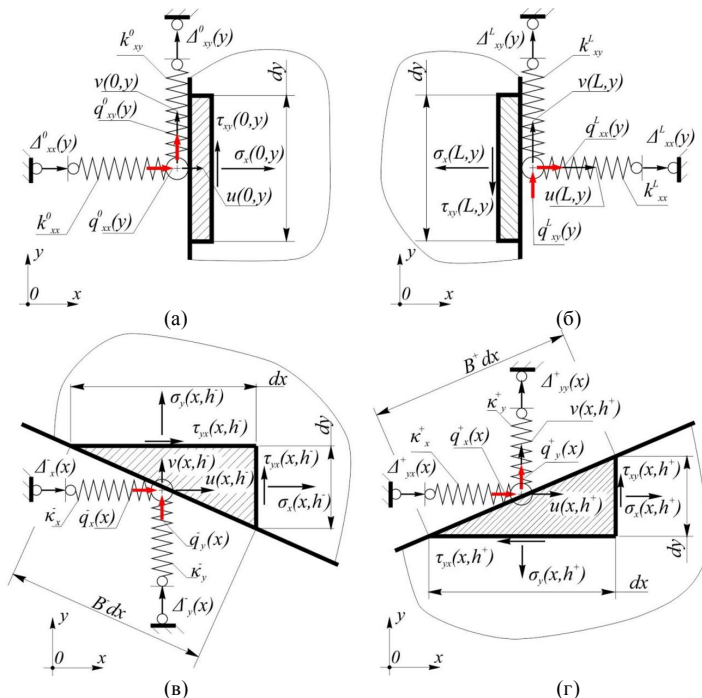 k⁰xy
Δ⁰xy(y)
v(0,y)
q⁰xy(y)
Δ⁰xx(y)
τxy(0,y)
σx(0,y)
u(0,y)
dy
k⁰xx
q⁰xx(y)
y
0
x
(а)
Δᴸxy(y)
kᴸxy
v(L,y)
dy
qᴸxx(y)
Δᴸxx(y)
σx(L,y)
u(L,y)
kᴸxx
τxy(L,y)
qᴸxy(y)
y
0
x
(б)
dx
σy(x,h⁻)
τyx(x,h⁻)
dy
τyx(x,h⁻)
Δ⁻x(x)
v(x,h⁻)
u(x,h⁻)
σx(x,h⁻)
κ⁻x
q⁻x(x)
q⁻y(x)
κ⁻y
B⁻dx
Δ⁻y(x)
y
0
x
(в)
B⁺dx
Δ⁺yy(x)
κ⁺y
v(x,h⁺)
κ⁺x
q⁺x(x)
q⁺y(x)
Δ⁺yx(x)
u(x,h⁺)
τxy(x,h⁺)
σx(x,h⁺)
dy
τyx(x,h⁺)
σy(x,h⁺)
dx
y
0
x
(г)